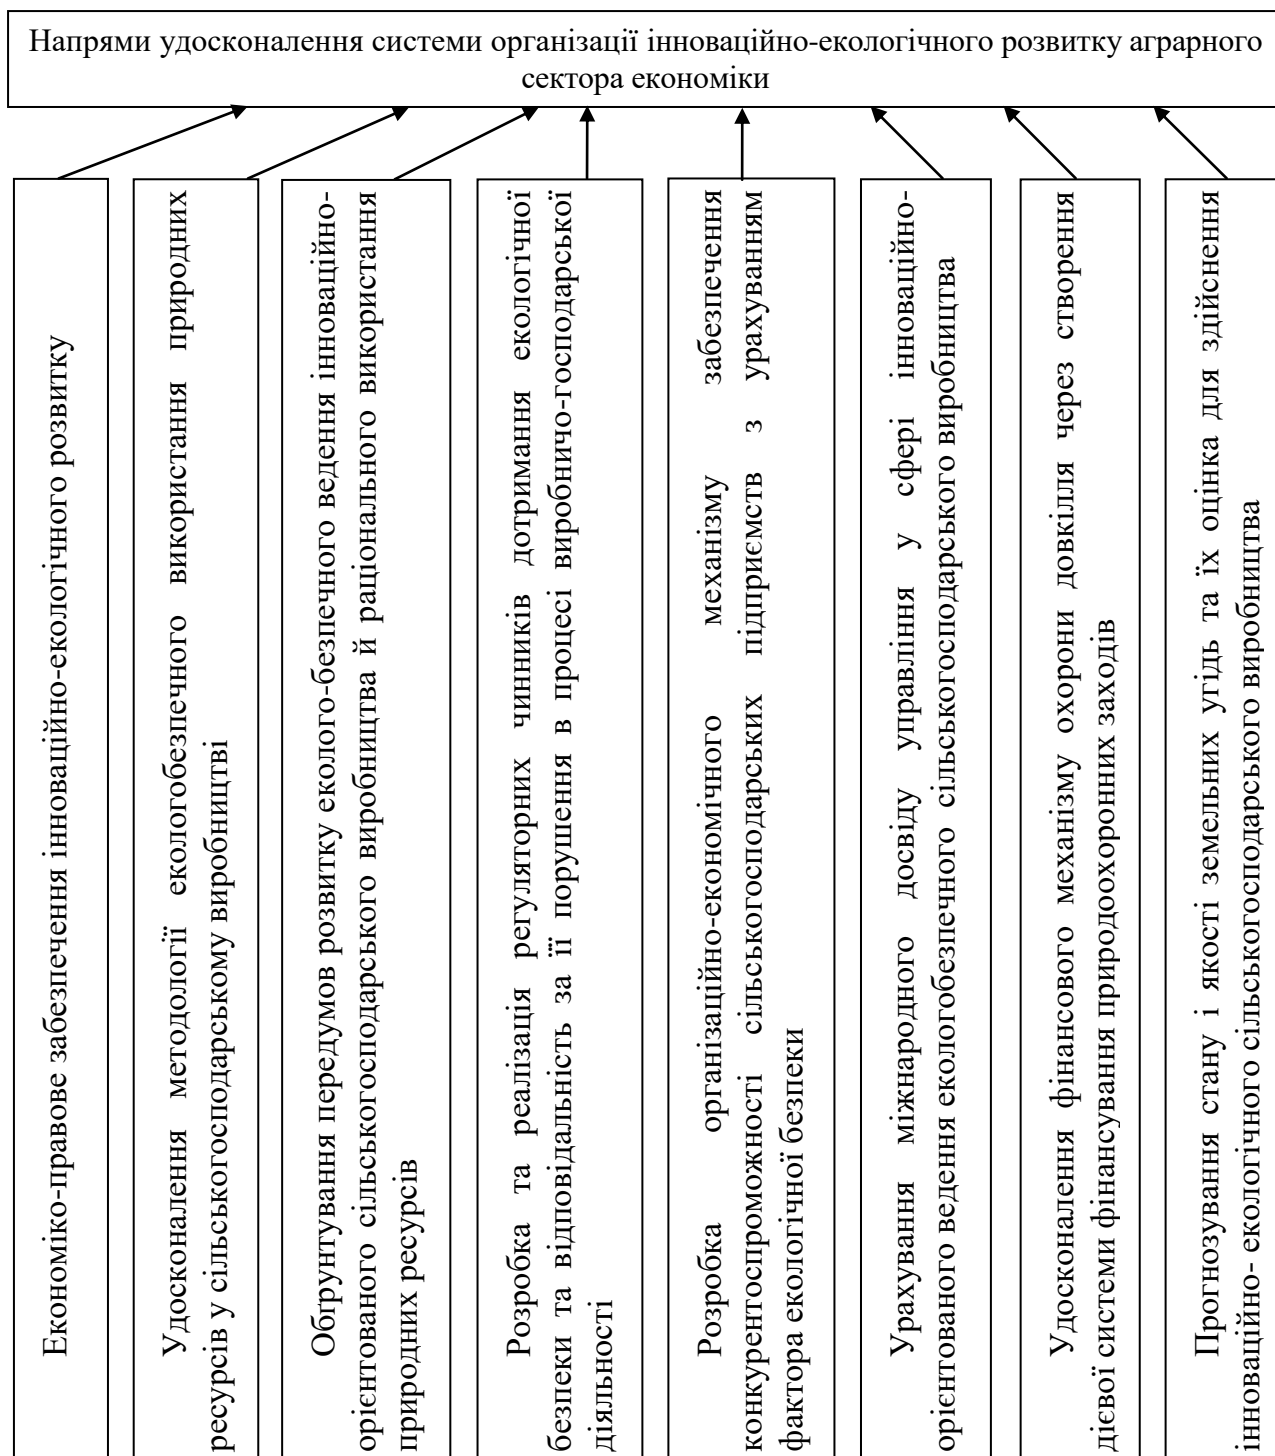 Напрями удосконалення системи організації інноваційно-екологічного розвитку аграрного
сектора економіки
Економіко-правове забезпечення інноваційно-екологічного розвитку
Удосконалення методології екологобезпечного використання природних
ресурсів у сільськогосподарському виробництві
Обґрунтування передумов розвитку еколого-безпечного ведення інноваційно-
орієнтованого сільськогосподарського виробництва й раціонального використання
природних ресурсів
Розробка та реалізація регуляторних чинників дотримання екологічної
безпеки та відповідальність за її порушення в процесі виробничо-господарської
діяльності
Розробка організаційно-економічного механізму забезпечення
конкурентоспроможності сільськогосподарських підприємств з урахуванням
фактора екологічної безпеки
Урахування міжнародного досвіду управління у сфері інноваційно-
орієнтованого ведення екологобезпечного сільськогосподарського виробництва
Удосконалення фінансового механізму охорони довкілля через створення
дієвої системи фінансування природоохоронних заходів
Прогнозування стану і якості земельних угідь та їх оцінка для здійснення
інноваційно- екологічного сільськогосподарського виробництва